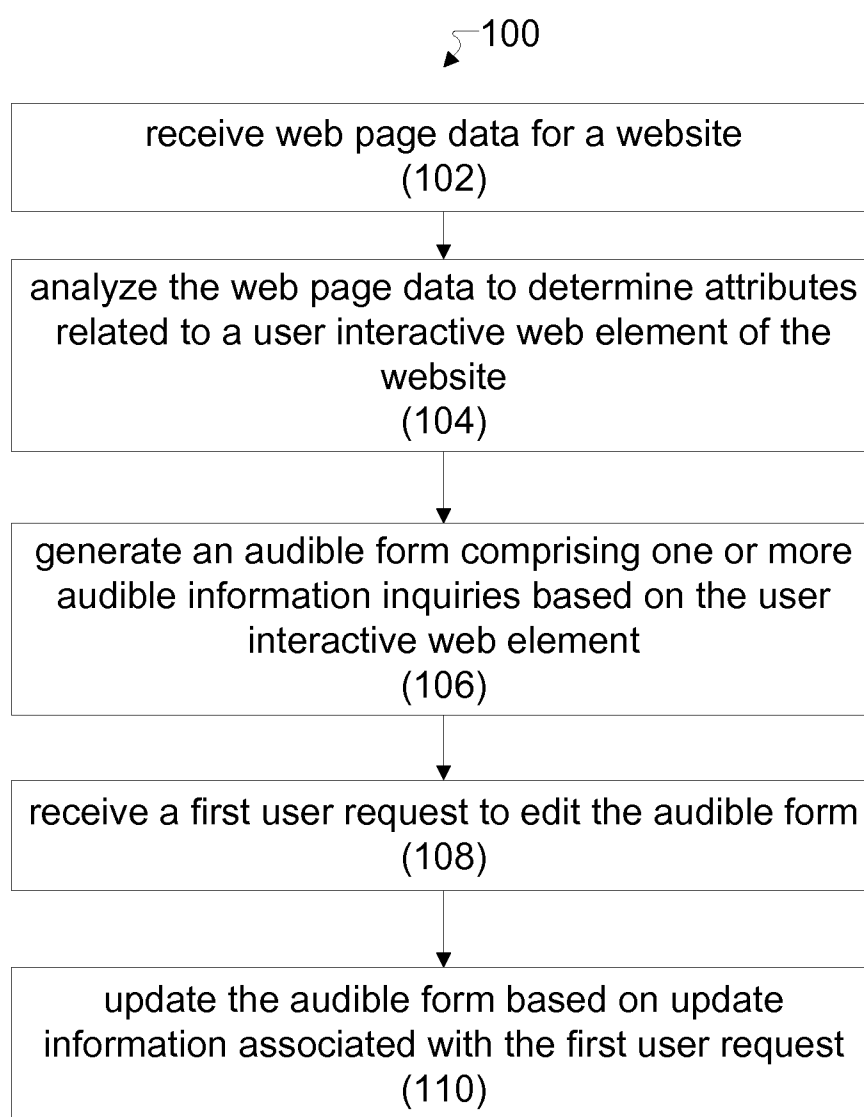 100
receive web page data for a website
(102)
analyze the web page data to determine attributes
related to a user interactive web element of the
website
(104)
generate an audible form comprising one or more
audible information inquiries based on the user
interactive web element
(106)
receive a first user request to edit the audible form
(108)
update the audible form based on update
information associated with the first user request
(110)